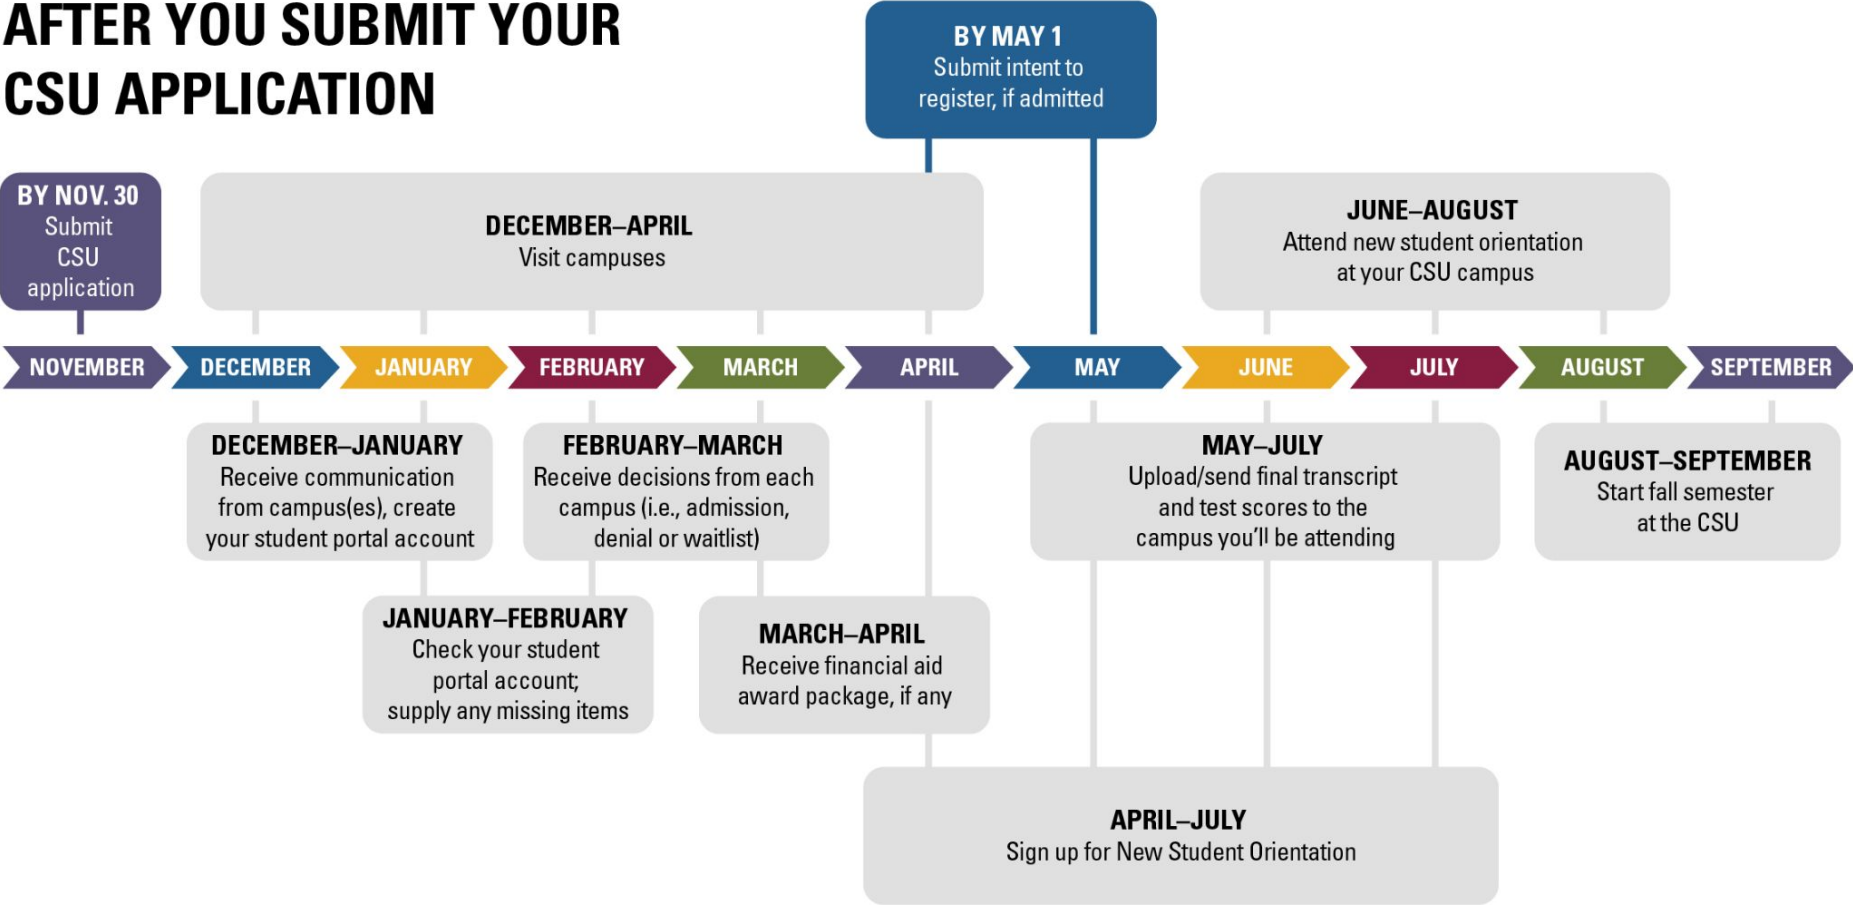 AFTER YOU SUBMIT YOUR
CSU APPLICATION
BY MAY 1
Submit intent to
register, if admitted
BY NOV. 30
Submit
CSU
application
DECEMBER–APRIL
Visit campuses
JUNE–AUGUST
Attend new student orientation
at your CSU campus
NOVEMBER
DECEMBER
JANUARY
FEBRUARY
MARCH
APRIL
MAY
JUNE
JULY
AUGUST
SEPTEMBER
DECEMBER–JANUARY
Receive communication
from campus(es), create
your student portal account
FEBRUARY–MARCH
Receive decisions from each
campus (i.e., admission,
denial or waitlist)
MAY–JULY
Upload/send final transcript
and test scores to the
campus you'll be attending
AUGUST–SEPTEMBER
Start fall semester
at the CSU
JANUARY–FEBRUARY
Check your student
portal account;
supply any missing items
MARCH–APRIL
Receive financial aid
award package, if any
APRIL–JULY
Sign up for New Student Orientation